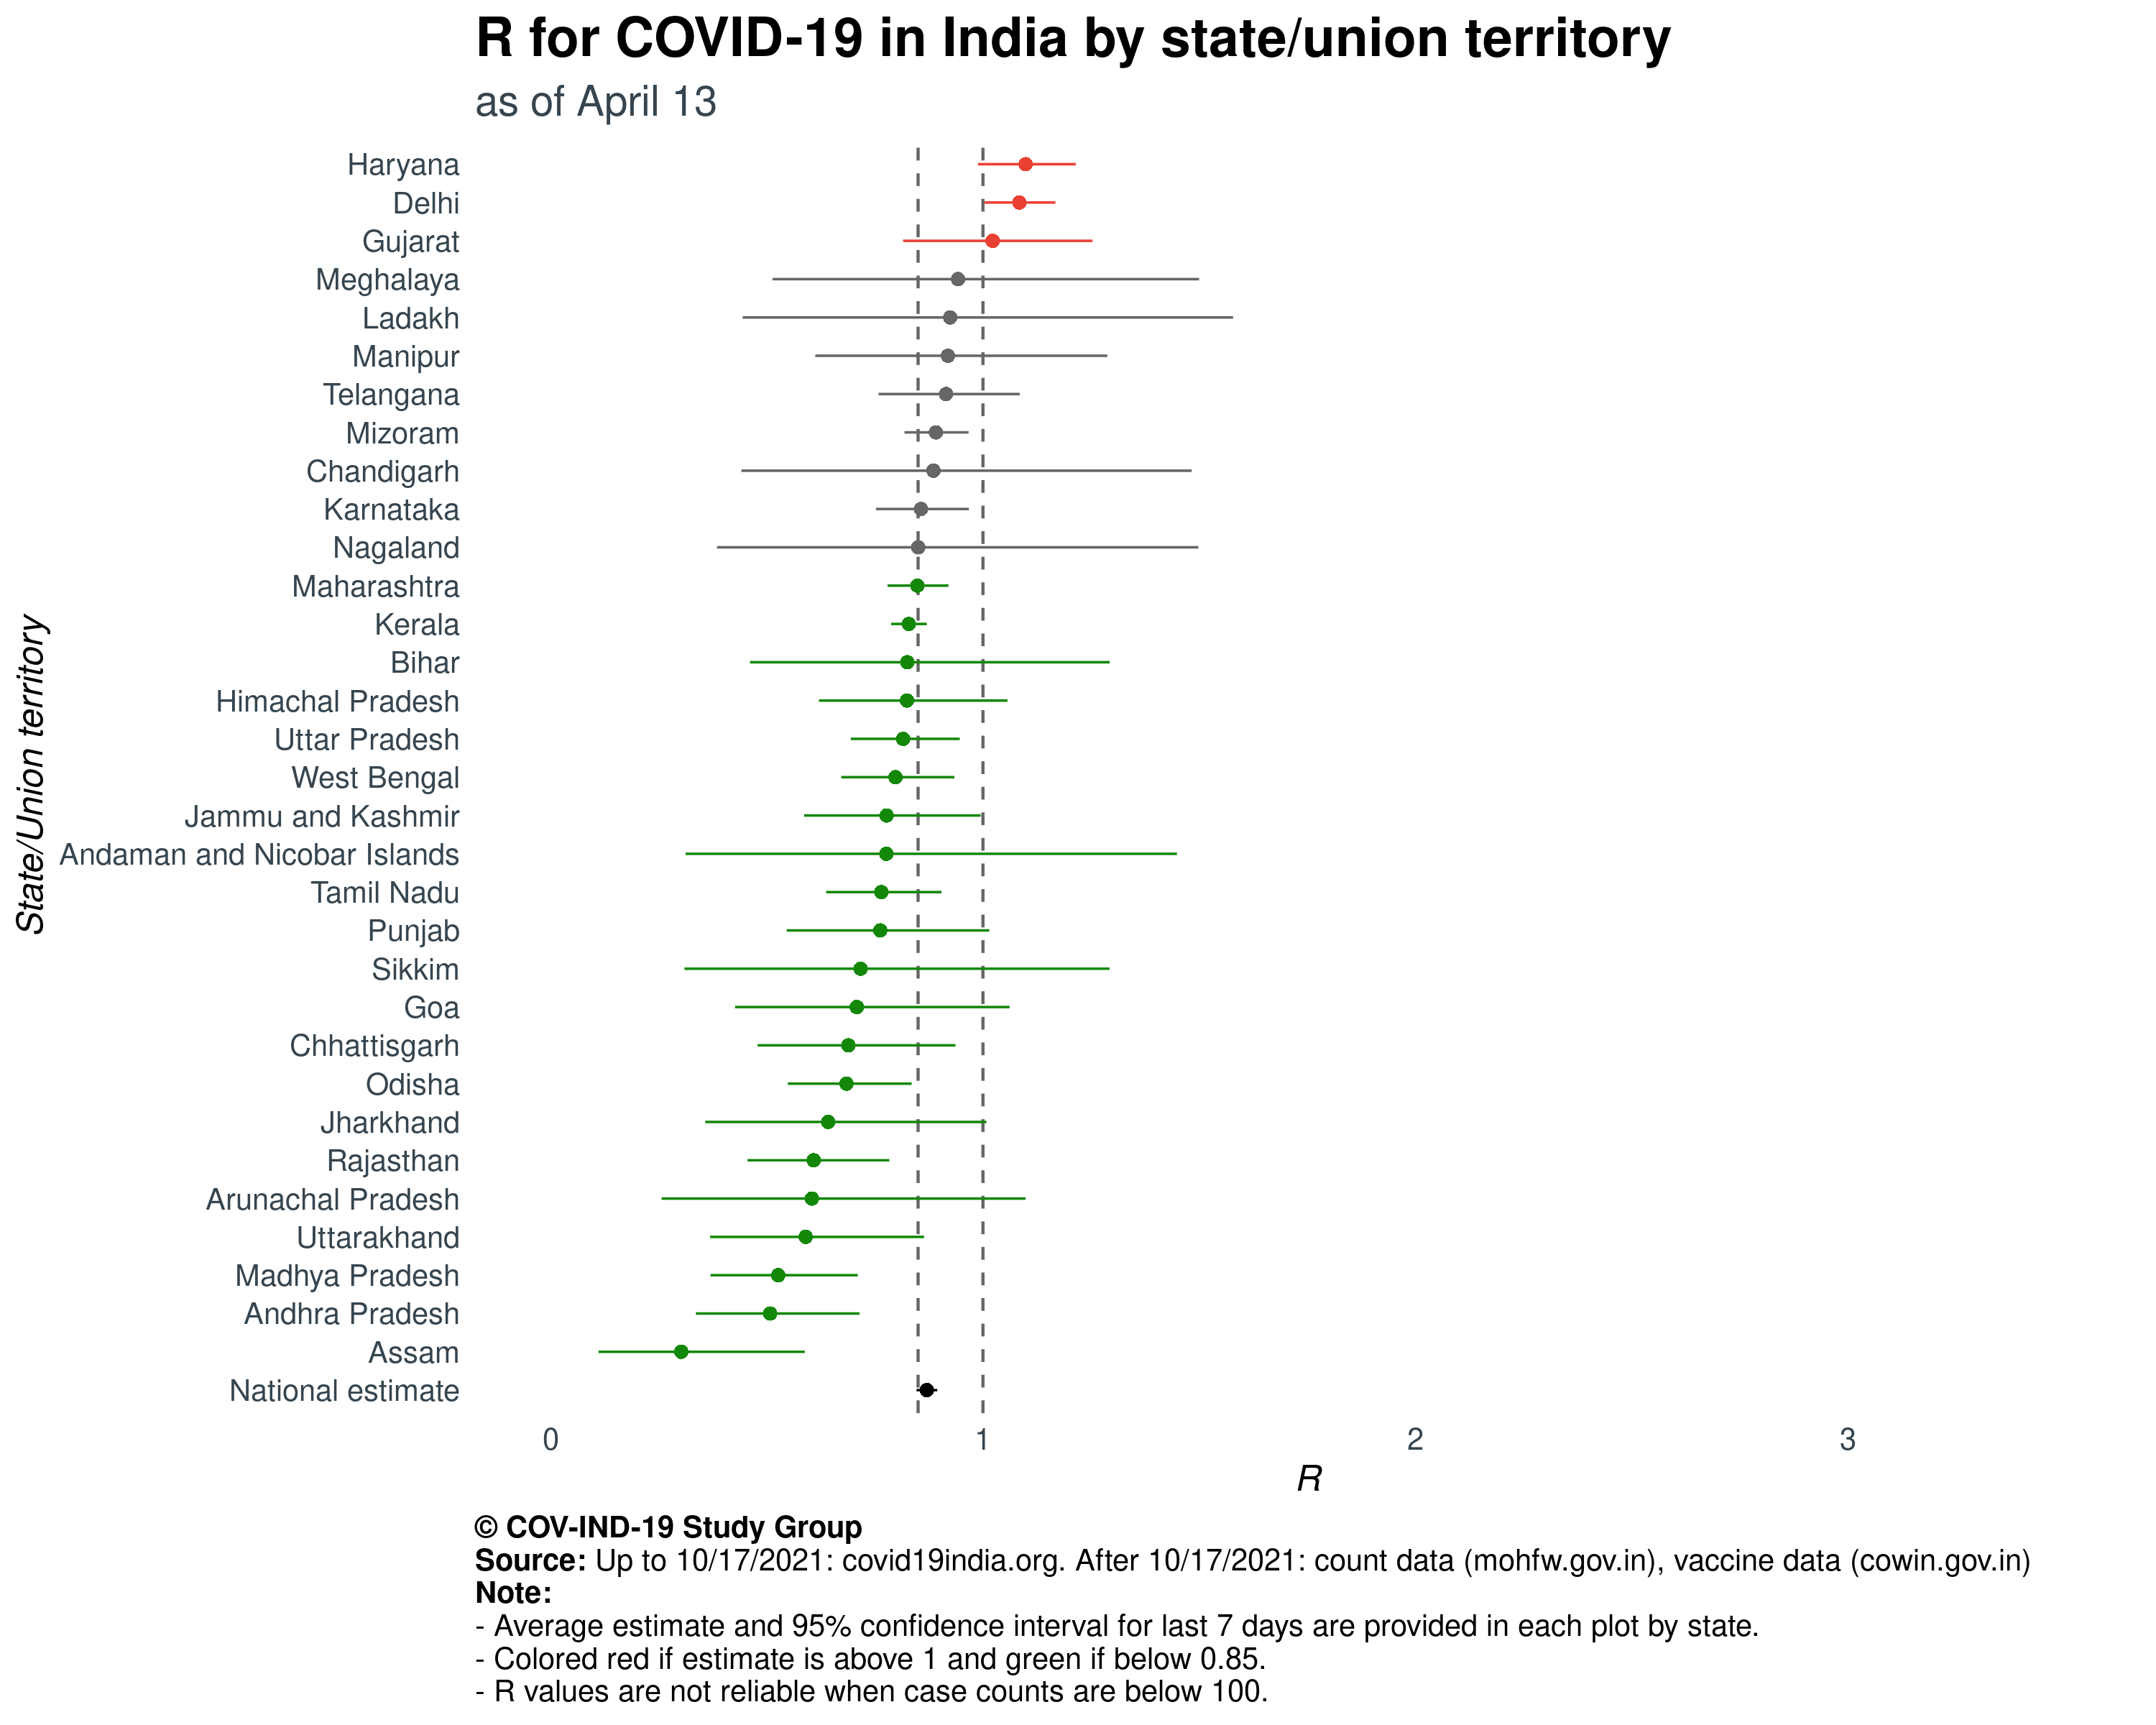 R for COVID-19 in India by state/union territory
as of April 13
State/Union territory
Haryana
Delhi
Gujarat
Meghalaya
Ladakh
Manipur
Telangana
Mizoram
Chandigarh
Karnataka
Nagaland
Maharashtra
Kerala
Bihar
Himachal Pradesh
Uttar Pradesh
West Bengal
Jammu and Kashmir
Andaman and Nicobar Islands
Tamil Nadu
Punjab
Sikkim
Goa
Chhattisgarh
Odisha
Jharkhand
Rajasthan
Arunachal Pradesh
Uttarakhand
Madhya Pradesh
Andhra Pradesh
Assam
National estimate
0 1 2 3
R
© COV-IND-19 Study Group
Source: Up to 10/17/2021: covid19india.org. After 10/17/2021: count data (mohfw.gov.in), vaccine data (cowin.gov.in)
Note:
- Average estimate and 95% confidence interval for last 7 days are provided in each plot by state.
- Colored red if estimate is above 1 and green if below 0.85.
- R values are not reliable when case counts are below 100.